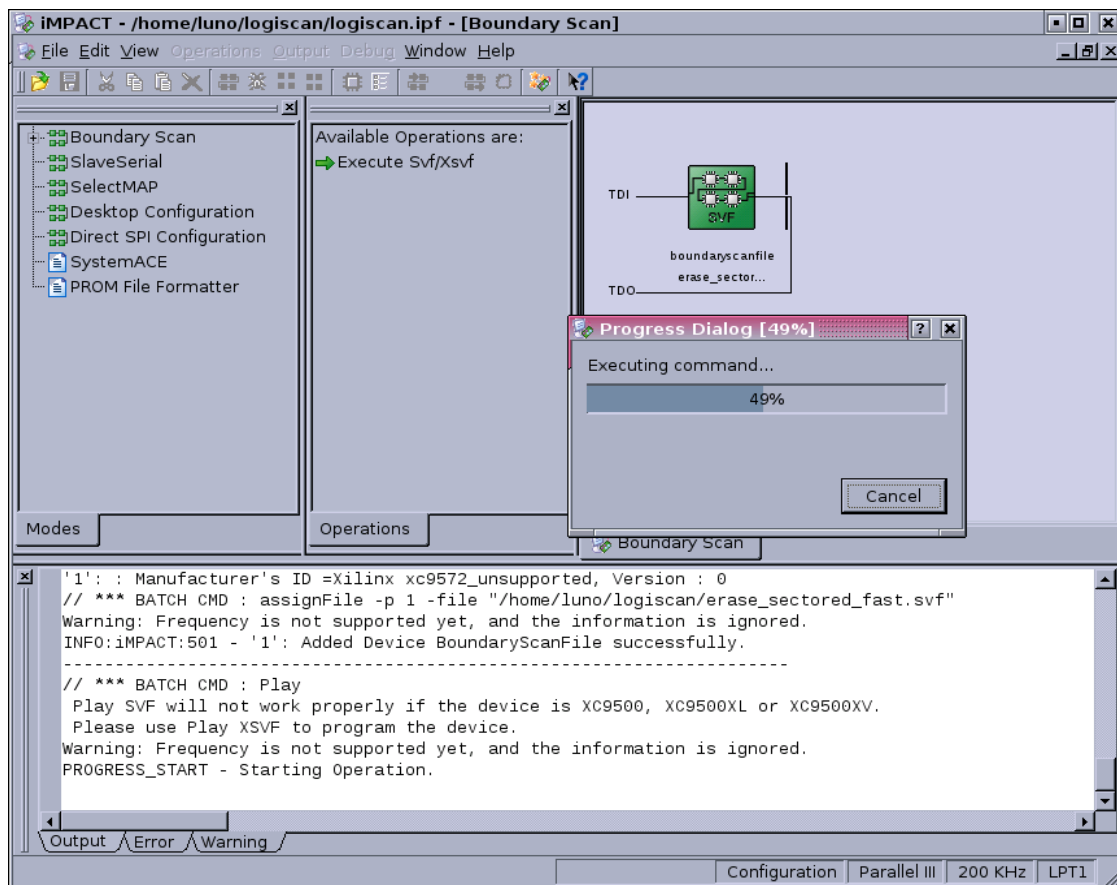 iMPACT - /home/luno/logiscan/logiscan.ipf - [Boundary Scan]
File Edit View Operations Output Debug Window Help
Boundary Scan
SlaveSerial
SelectMAP
Desktop Configuration
Direct SPI Configuration
SystemACE
PROM File Formatter
Modes
Available Operations are:
Execute Svf/Xsvf
Operations
TDI
SVF
boundaryscanfile
erase_sector...
TDO
Boundary Scan
Progress Dialog [49%]
Executing command...
49%
Cancel
'1': : Manufacturer's ID =Xilinx xc9572_unsupported, Version : 0
// *** BATCH CMD : assignFile -p 1 -file "/home/luno/logiscan/erase_sectored_fast.svf"
Warning: Frequency is not supported yet, and the information is ignored.
INFO:iMPACT:501 - '1': Added Device BoundaryScanFile successfully.
----------------------------------------------------------------------
// *** BATCH CMD : Play
Play SVF will not work properly if the device is XC9500, XC9500XL or XC9500XV.
Please use Play XSVF to program the device.
Warning: Frequency is not supported yet, and the information is ignored.
PROGRESS_START - Starting Operation.
Output Error Warning
Configuration Parallel III 200 KHz LPT1